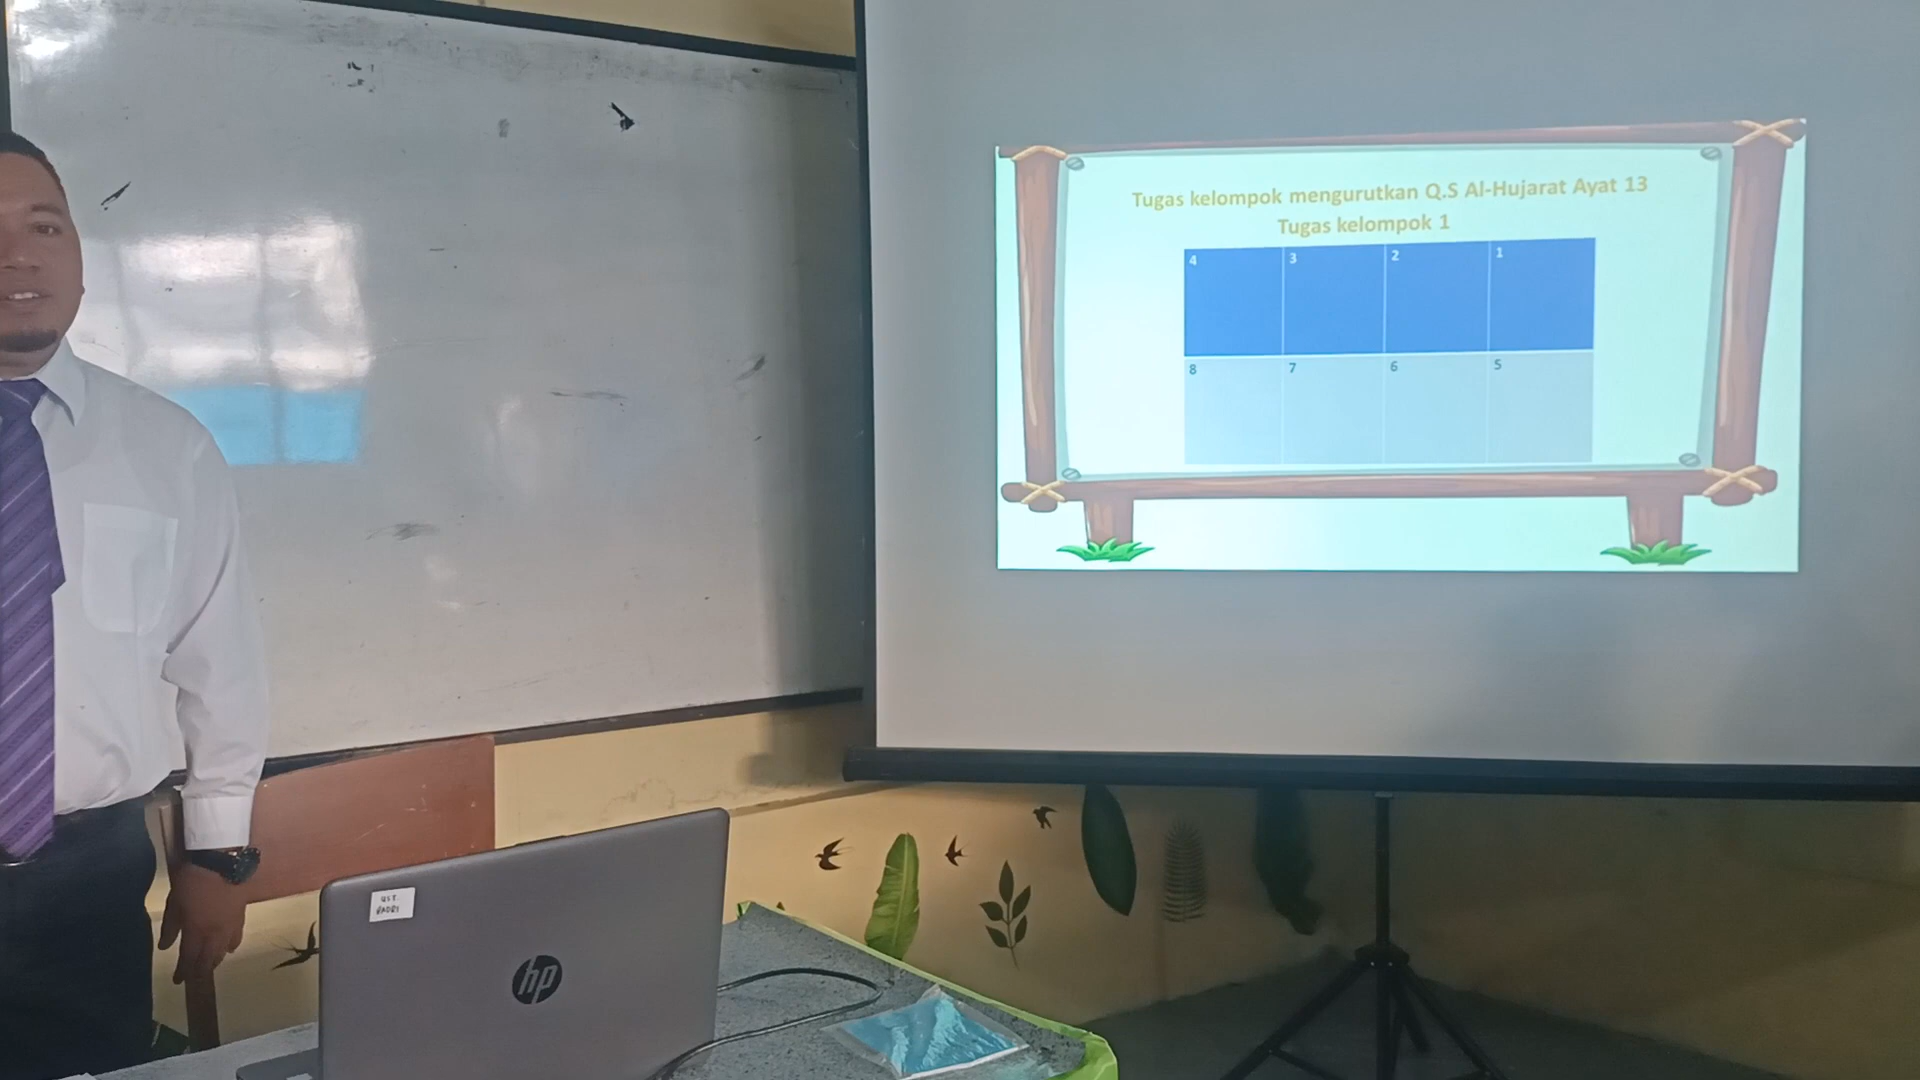 Tugas kelompok mengurutkan Q.S Al-Hujarat Ayat 13
Tugas kelompok 1
4 3 2 1
8 7 6 5
UST.
hp